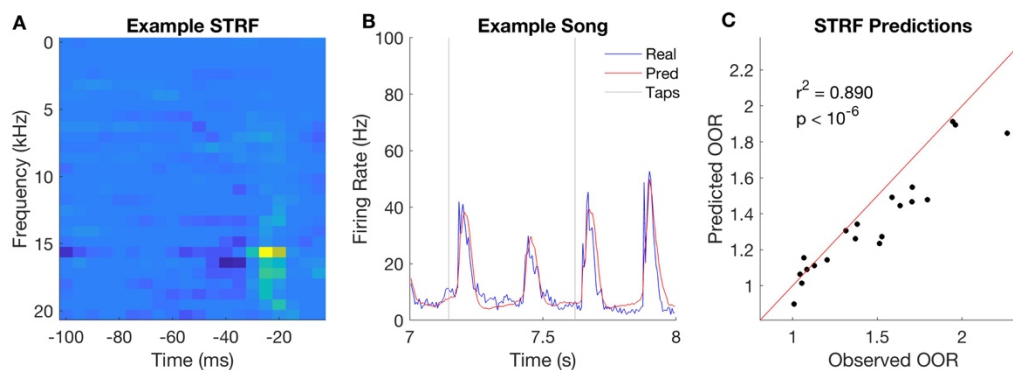 A
Example STRF
0
5
10
15
20
Frequency (kHz)
-100
-80
-60
-40
-20
Time (ms)
B
Example Song
100
80
60
40
20
0
Firing Rate (Hz)
Real
Pred
Taps
7
7.5
8
Time (s)
C
STRF Predictions
2.2
2
1.8
1.6
1.4
1.2
1
Predicted OOR
r² = 0.890
p < 10⁻⁶
1
1.5
2
Observed OOR